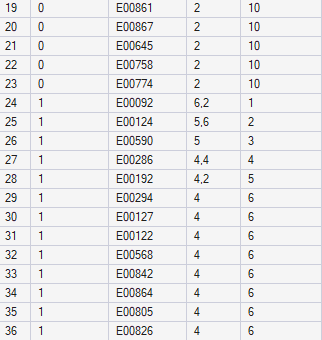 19 0 E00861 2 10
20 0 E00867 2 10
21 0 E00645 2 10
22 0 E00758 2 10
23 0 E00774 2 10
24 1 E00092 6,2 1
25 1 E00124 5,6 2
26 1 E00590 5 3
27 1 E00286 4,4 4
28 1 E00192 4,2 5
29 1 E00294 4 6
30 1 E00127 4 6
31 1 E00122 4 6
32 1 E00568 4 6
33 1 E00842 4 6
34 1 E00864 4 6
35 1 E00805 4 6
36 1 E00826 4 6